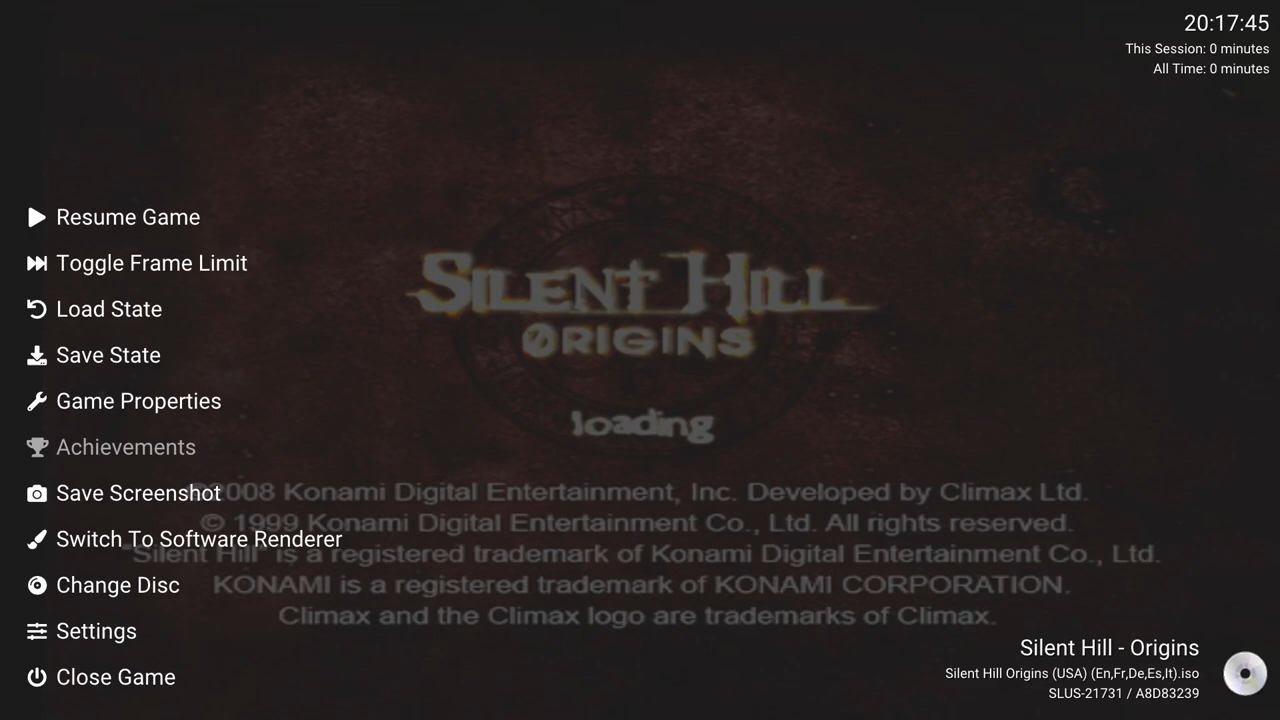 20:17:45
This Session: 0 minutes
All Time: 0 minutes
Resume Game
Toggle Frame Limit
Load State
Save State
Game Properties
Achievements
Save Screenshot
Switch To Software Renderer
Change Disc
Settings
Close Game
SILENT HILL
0RIGINS
loading
©2008 Konami Digital Entertainment, Inc. Developed by Climax Ltd.
© 1999 Konami Digital Entertainment Co., Ltd. All rights reserved.
"Silent Hill" is a registered trademark of Konami Digital Entertainment Co., Ltd.
KONAMI is a registered trademark of KONAMI CORPORATION.
Climax and the Climax logo are trademarks of Climax.
Silent Hill - Origins
Silent Hill Origins (USA) (En,Fr,De,Es,It).iso
SLUS-21731 / A8D83239